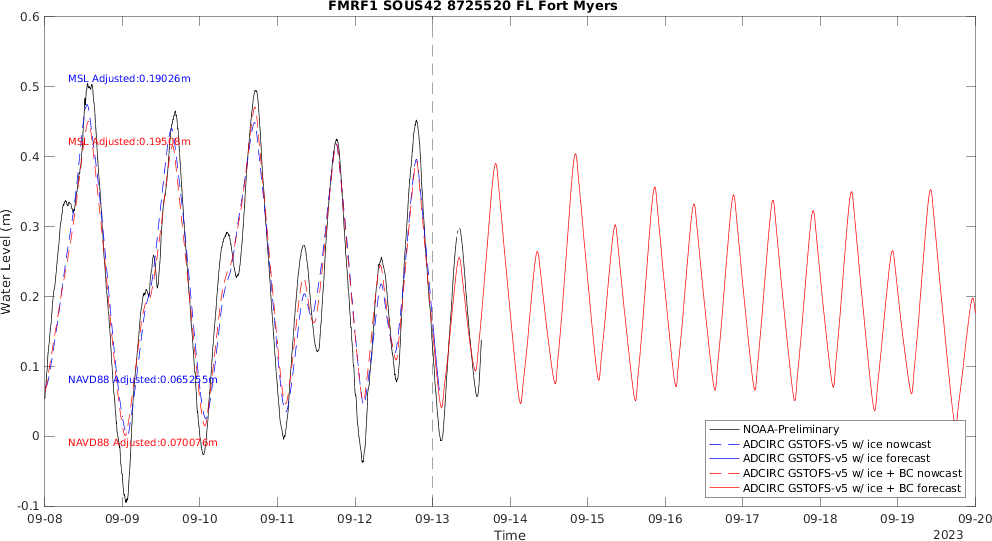 FMRF1 SOUS42 8725520 FL Fort Myers
0.6
0.5
0.4
0.3
0.2
0.1
0
-0.1
Water Level (m)
MSL Adjusted:0.19026m
NAVD88 Adjusted:0.065255m
NAVD88 Adjusted:0.070076m
NOAA-Preliminary
ADCIRC GSTOFS-v5 w/ ice nowcast
ADCIRC GSTOFS-v5 w/ ice forecast
ADCIRC GSTOFS-v5 w/ ice + BC nowcast
ADCIRC GSTOFS-v5 w/ ice + BC forecast
09-08 09-09 09-10 09-11 09-12 09-13 09-14 09-15 09-16 09-17 09-18 09-19 09-20
Time
2023